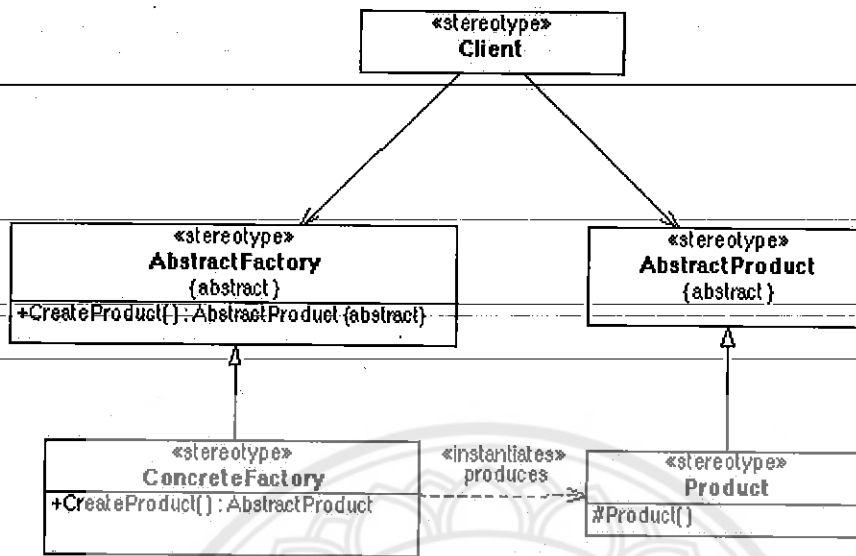 «stereotype»
Client
«stereotype»
AbstractFactory
{abstract}
+CreateProduct() : AbstractProduct {abstract}
«stereotype»
AbstractProduct
{abstract}
«stereotype»
ConcreteFactory
+CreateProduct() : AbstractProduct
«instantiates»
produces
«stereotype»
Product
#Product()